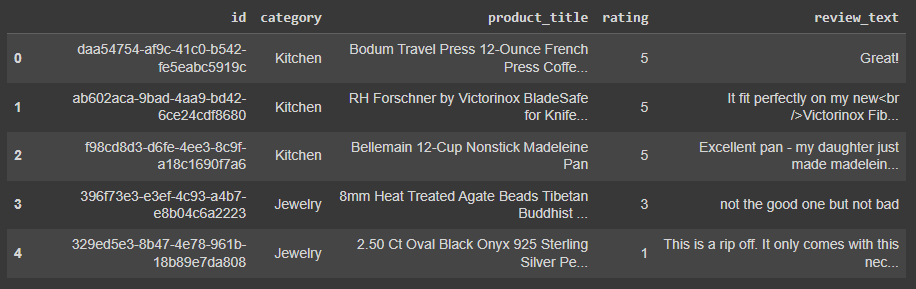 id category product_title rating review_text
0 daa54754-af9c-41c0-b542-fe5eabc5919c Kitchen Bodum Travel Press 12-Ounce French Press Coffe... 5 Great!
1 ab602aca-9bad-4aa9-bd42-6ce24cdf8680 Kitchen RH Forschner by Victorinox BladeSafe for Knife... 5 It fit perfectly on my new<br />Victorinox Fib...
2 f98cd8d3-d6fe-4ee3-8c9f-a18c1690f7a6 Kitchen Bellemain 12-Cup Nonstick Madeleine Pan 5 Excellent pan - my daughter just made madelein...
3 396f73e3-e3ef-4c93-a4b7-e8b04c6a2223 Jewelry 8mm Heat Treated Agate Beads Tibetan Buddhist ... 3 not the good one but not bad
4 329ed5e3-8b47-4e78-961b-18b89e7da808 Jewelry 2.50 Ct Oval Black Onyx 925 Sterling Silver Pe... 1 This is a rip off. It only comes with this nec...